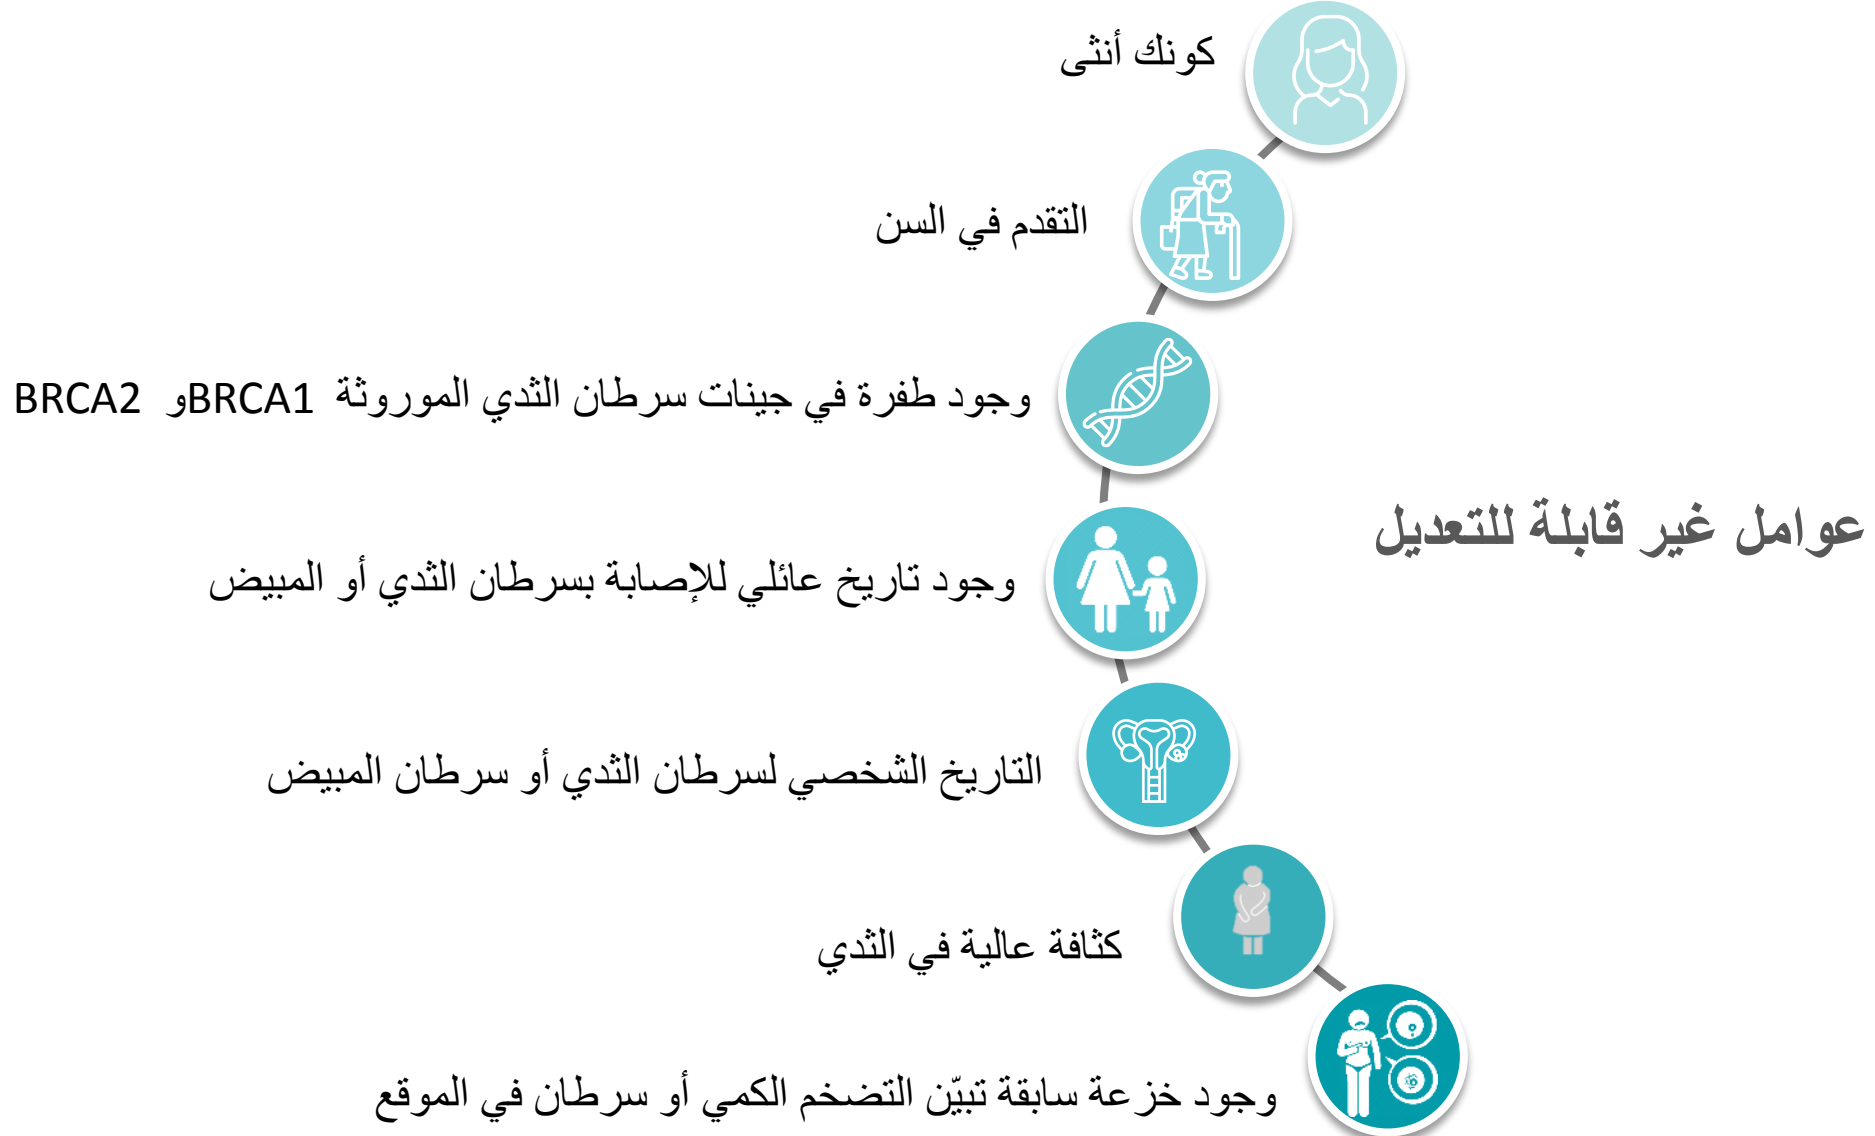 عوامل غير قابلة للتعديل
كونك أنثى
التقدم في السن
وجود طفرة في جينات سرطان الثدي الموروثة BRCA1و BRCA2
وجود تاريخ عائلي للإصابة بسرطان الثدي أو المبيض
التاريخ الشخصي لسرطان الثدي أو سرطان المبيض
كثافة عالية في الثدي
وجود خزعة سابقة تبيّن التضخم الكمي أو سرطان في الموقع